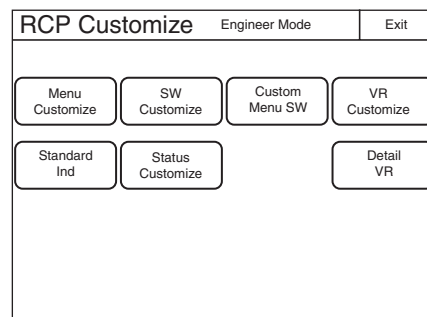 RCP Customize Engineer Mode Exit
Menu
Customize
SW
Customize
Custom
Menu SW
VR
Customize
Standard
Ind
Status
Customize
Detail
VR